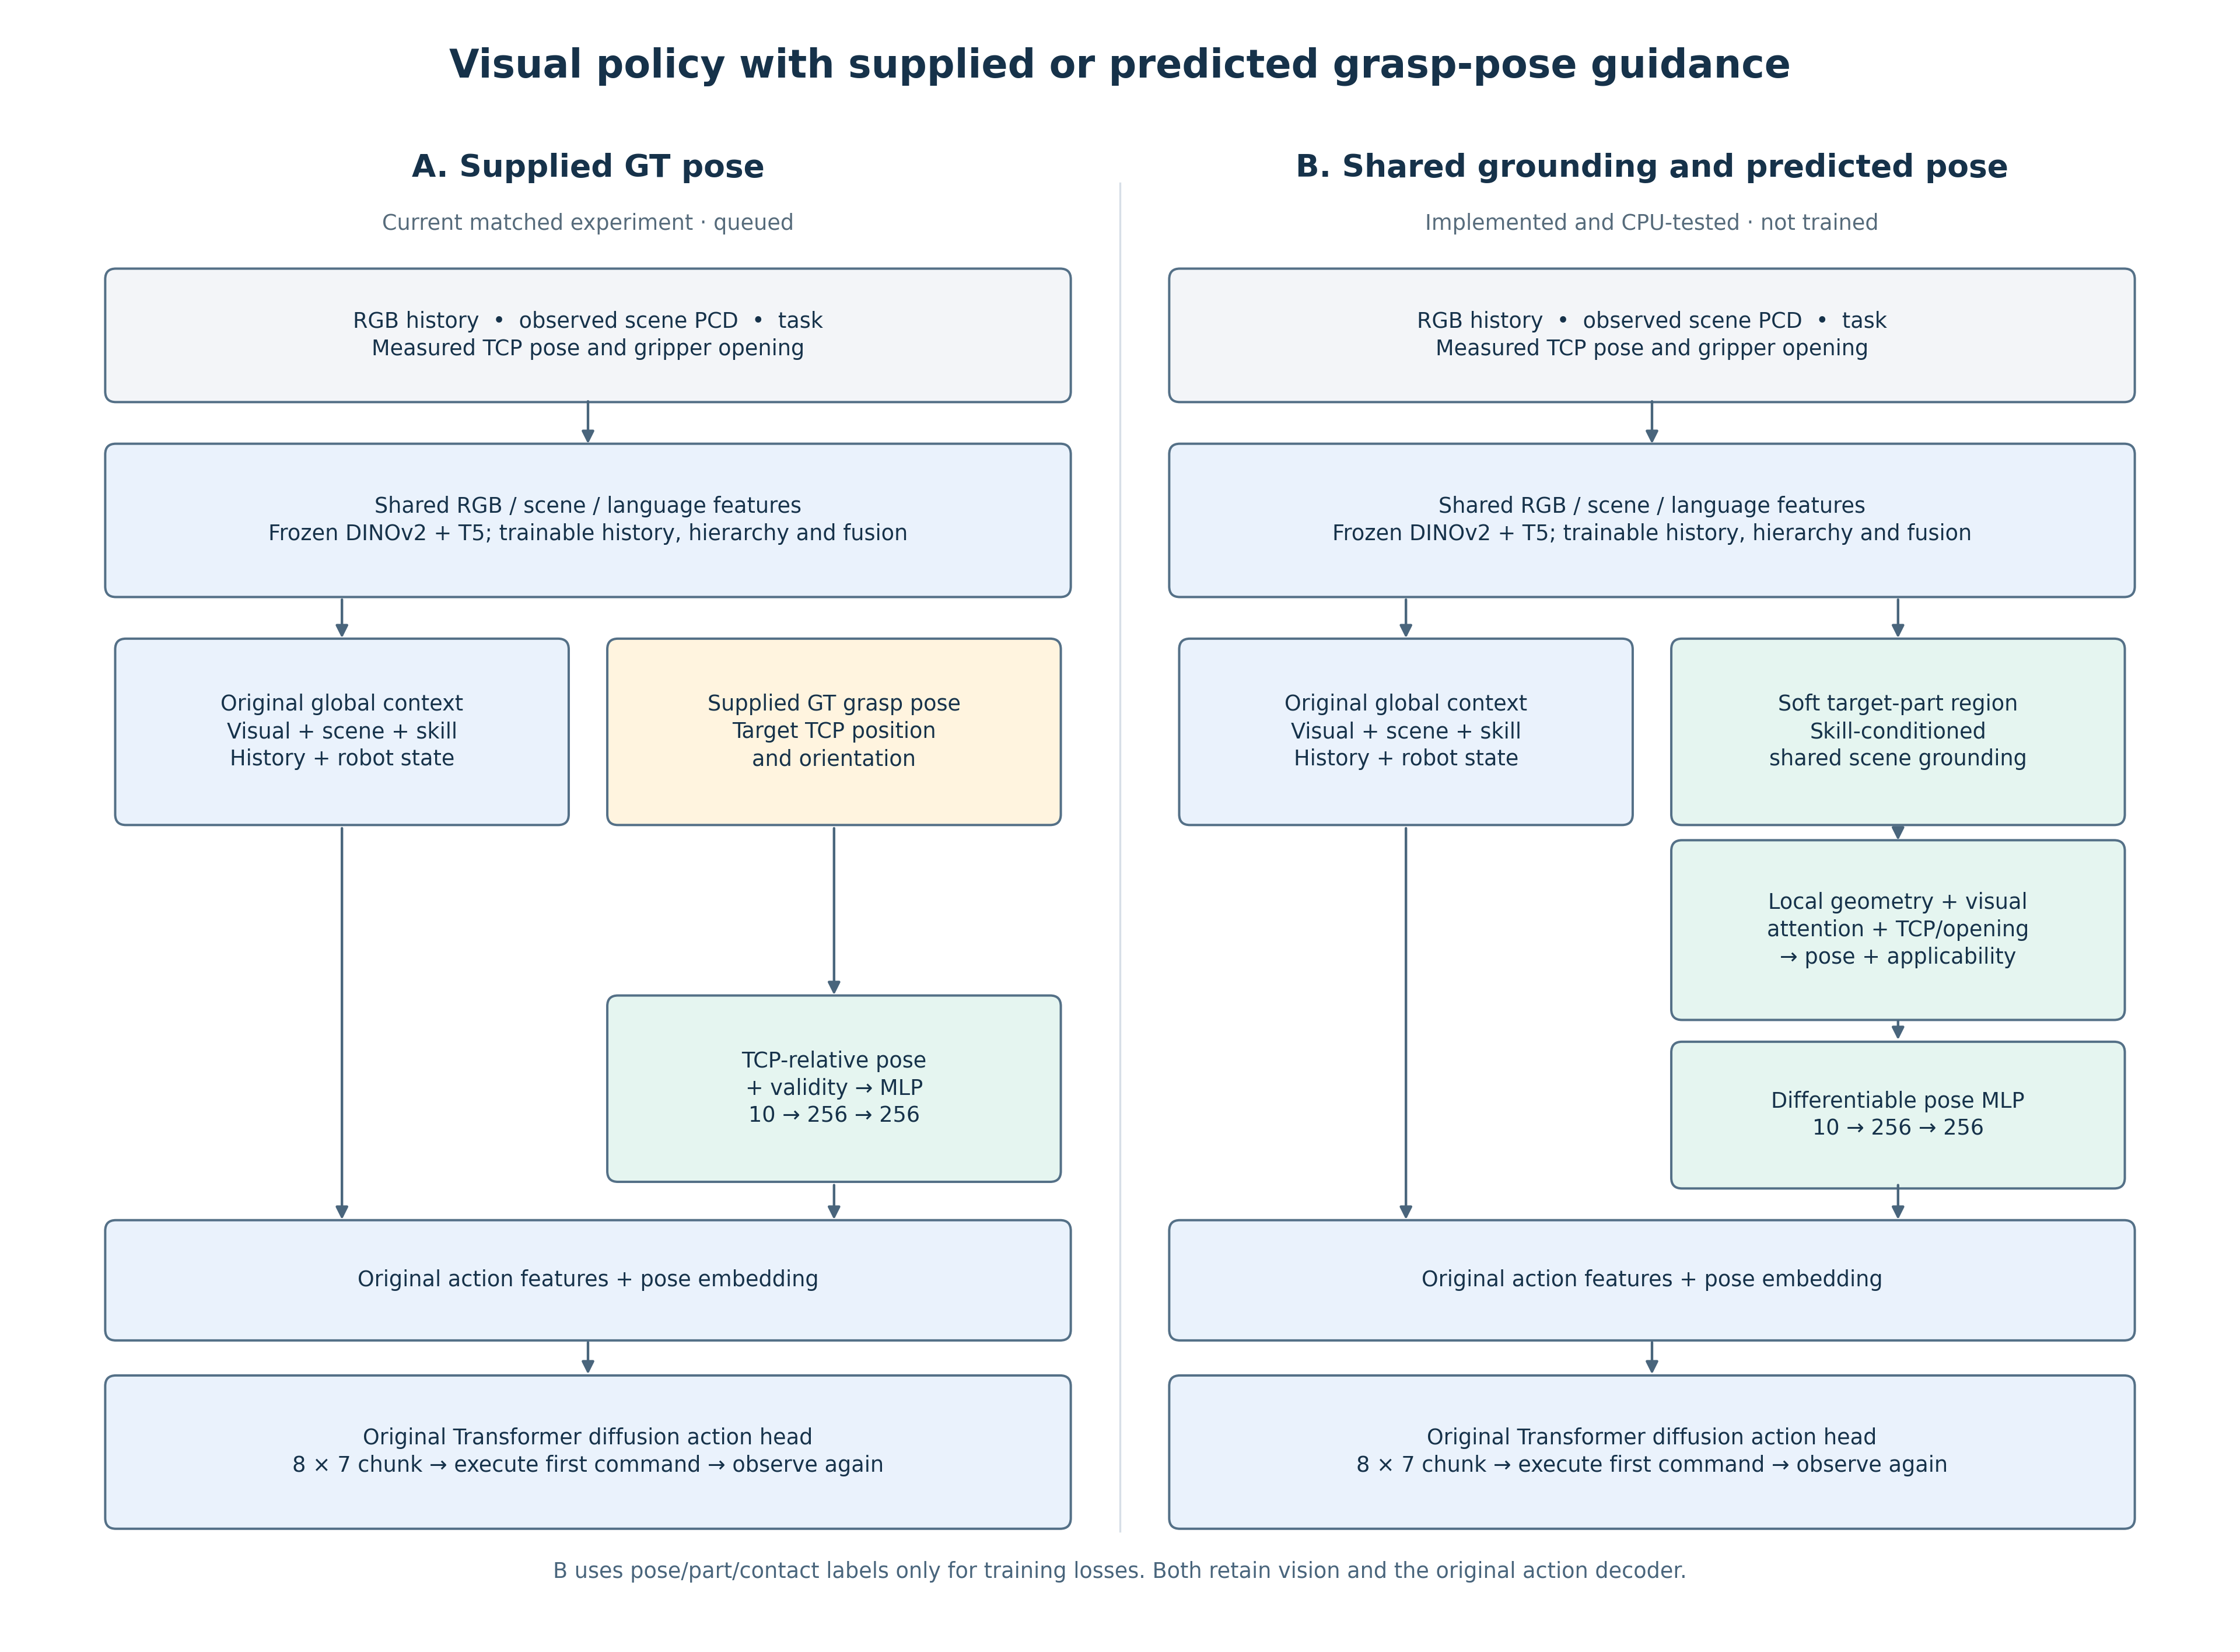 Visual policy with supplied or predicted grasp-pose guidance
A. Supplied GT pose
Current matched experiment · queued
RGB history • observed scene PCD • task
Measured TCP pose and gripper opening
Shared RGB / scene / language features
Frozen DINOv2 + T5; trainable history, hierarchy and fusion
Original global context
Visual + scene + skill
History + robot state
Supplied GT grasp pose
Target TCP position
and orientation
TCP-relative pose
+ validity → MLP
10 → 256 → 256
Original action features + pose embedding
Original Transformer diffusion action head
8 × 7 chunk → execute first command → observe again
B. Shared grounding and predicted pose
Implemented and CPU-tested · not trained
RGB history • observed scene PCD • task
Measured TCP pose and gripper opening
Shared RGB / scene / language features
Frozen DINOv2 + T5; trainable history, hierarchy and fusion
Original global context
Visual + scene + skill
History + robot state
Soft target-part region
Skill-conditioned
shared scene grounding
Local geometry + visual
attention + TCP/opening
→ pose + applicability
Differentiable pose MLP
10 → 256 → 256
Original action features + pose embedding
Original Transformer diffusion action head
8 × 7 chunk → execute first command → observe again
B uses pose/part/contact labels only for training losses. Both retain vision and the original action decoder.